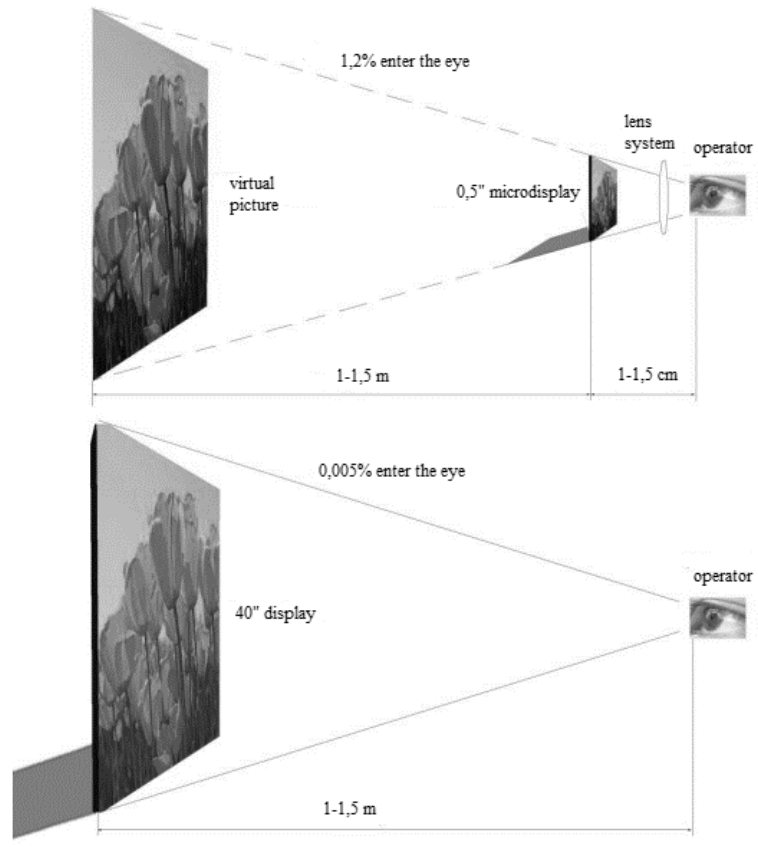 1,2% enter the eye
lens
system
operator
virtual
picture
0,5" microdisplay
1-1,5 m
1-1,5 cm
0,005% enter the eye
operator
40" display
1-1,5 m